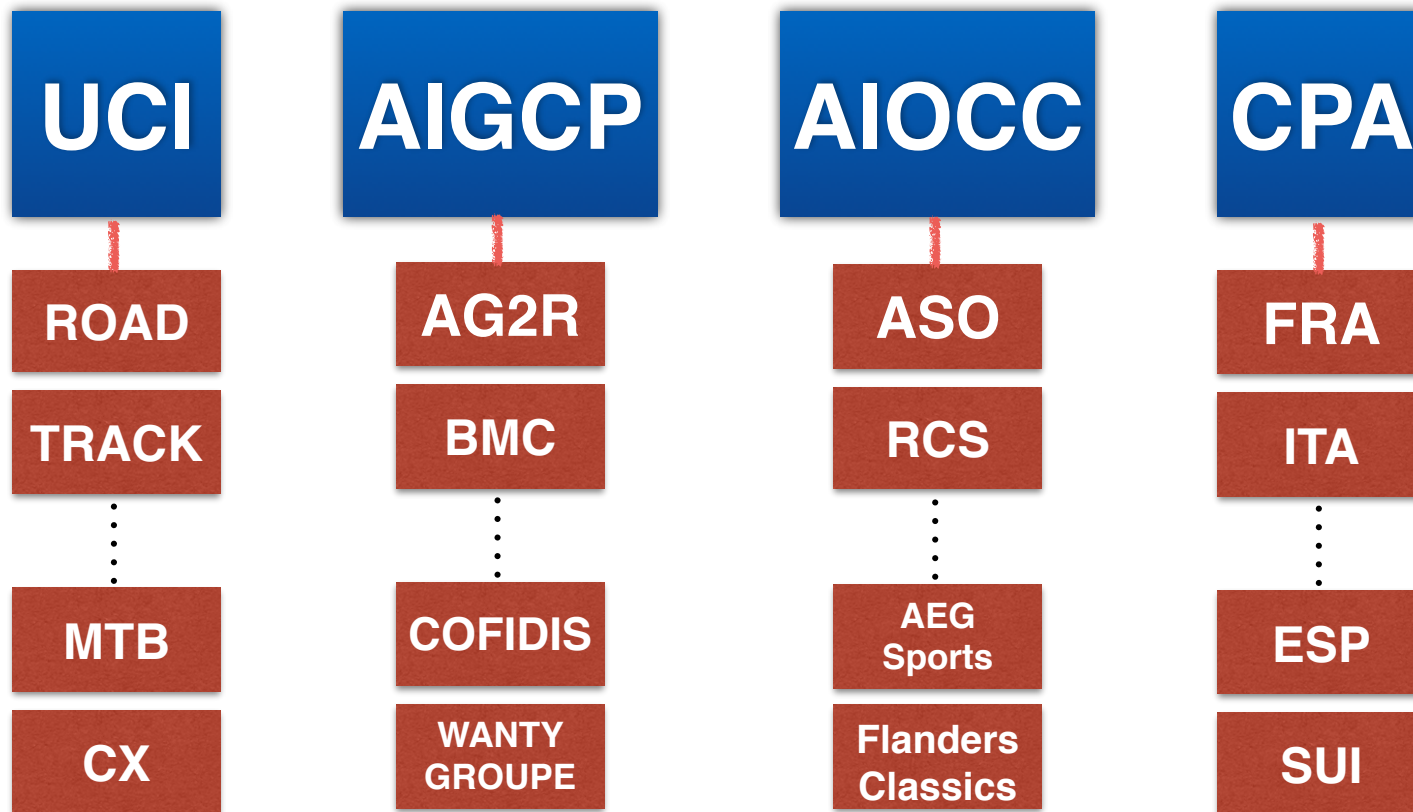 UCI
AIGCP
AIOCC
CPA
ROAD
AG2R
ASO
FRA
TRACK
BMC
RCS
ITA
MTB
COFIDIS
AEG
Sports
ESP
CX
WANTY
GROUPE
Flanders
Classics
SUI